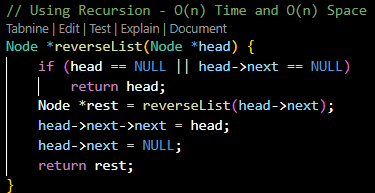 // Using Recursion - O(n) Time and O(n) Space
Tabnine | Edit | Test | Explain | Document
Node *reverseList(Node *head) {
    if (head == NULL || head->next == NULL)
        return head;
    Node *rest = reverseList(head->next);
    head->next->next = head;
    head->next = NULL;
    return rest;
}